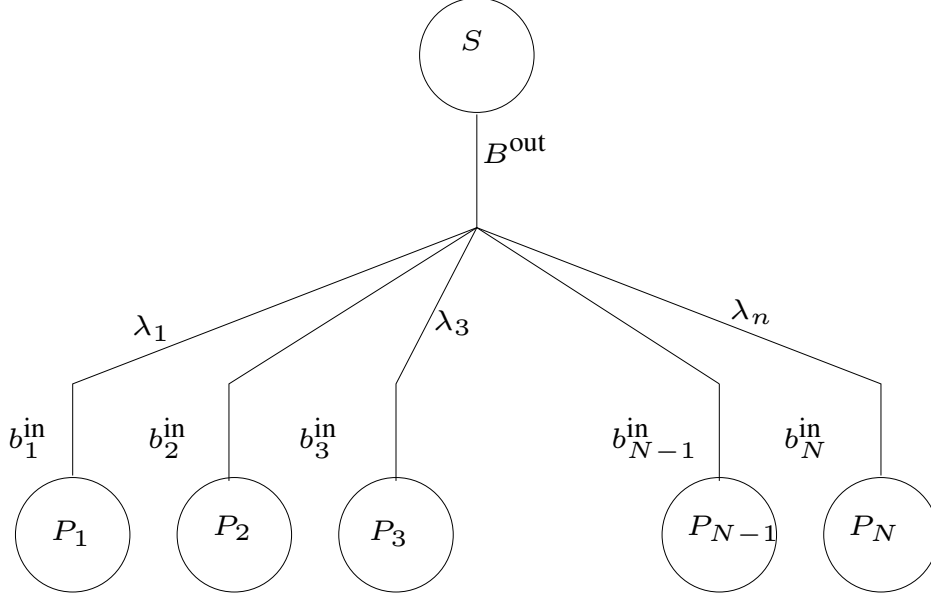 S
B^out
λ_1 λ_3 λ_n
b_1^in b_2^in b_3^in b_{N-1}^in b_N^in
P_1 P_2 P_3 P_{N-1} P_N